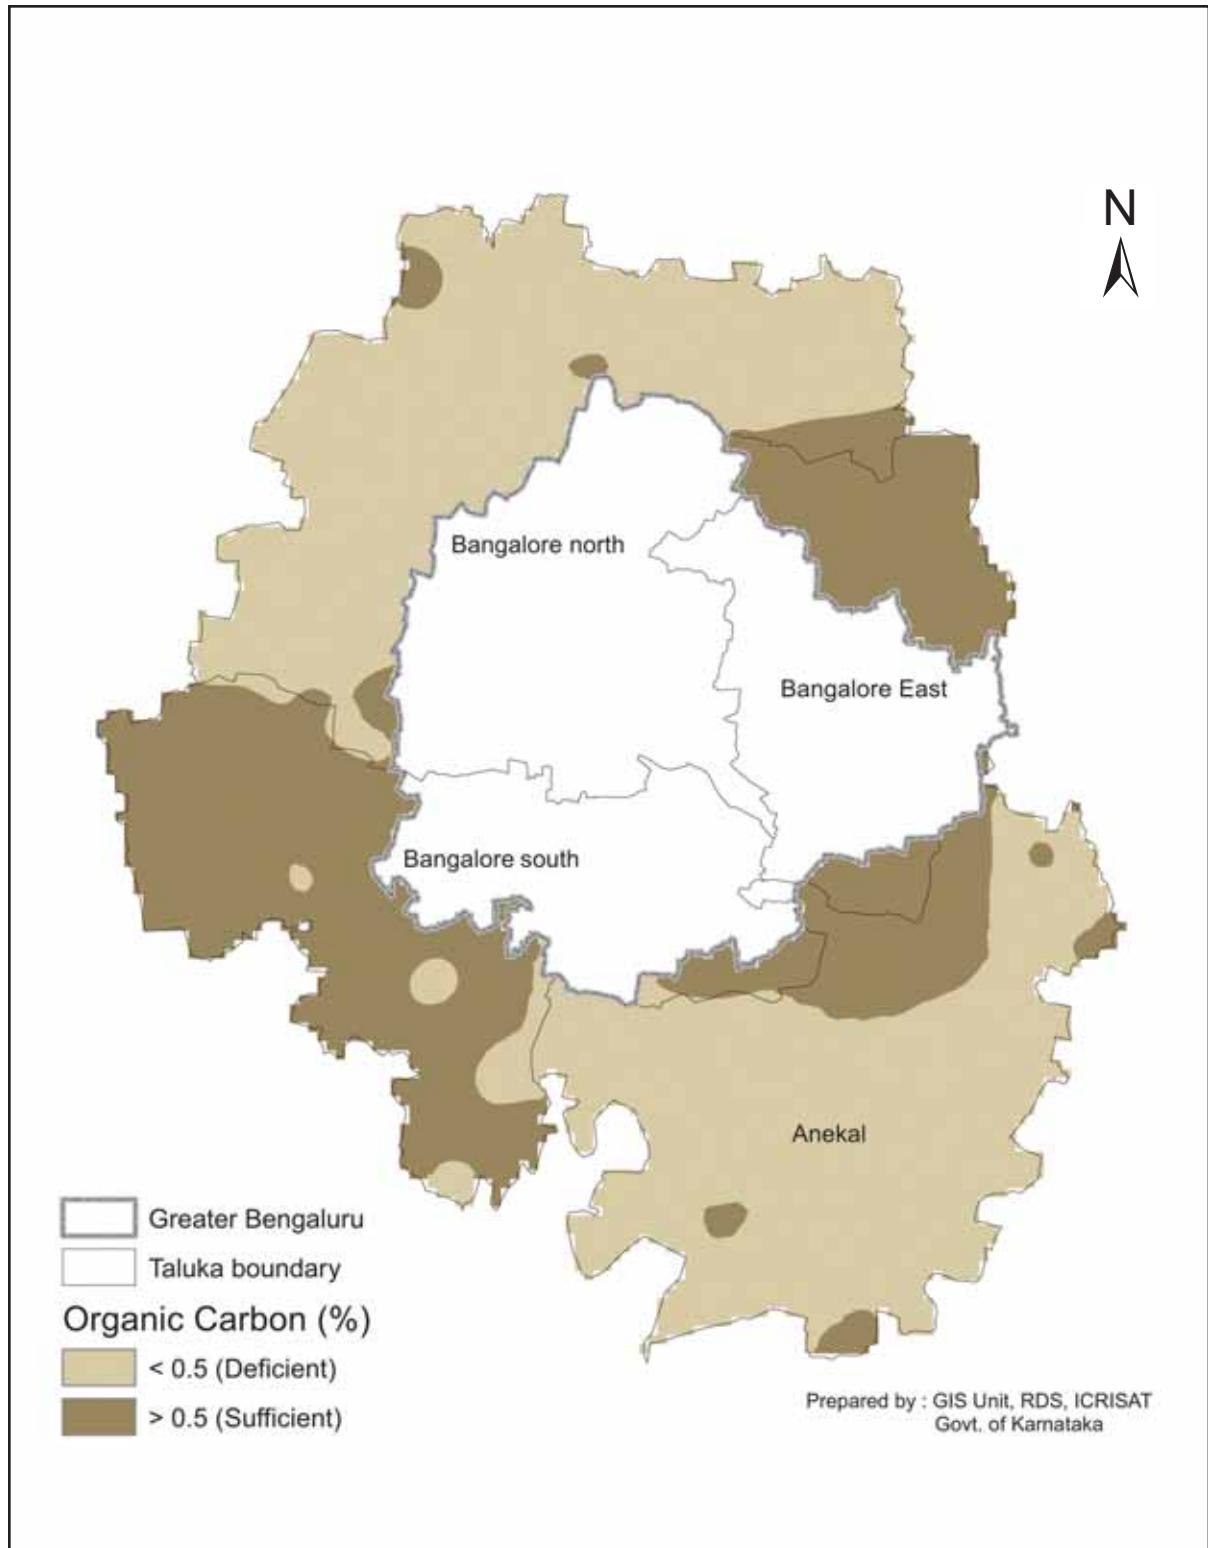 N
Bangalore north
Bangalore East
Bangalore south
Anekal
Greater Bengaluru
Taluka boundary
Organic Carbon (%)
< 0.5 (Deficient)
> 0.5 (Sufficient)
Prepared by : GIS Unit, RDS, ICRISAT
Govt. of Karnataka